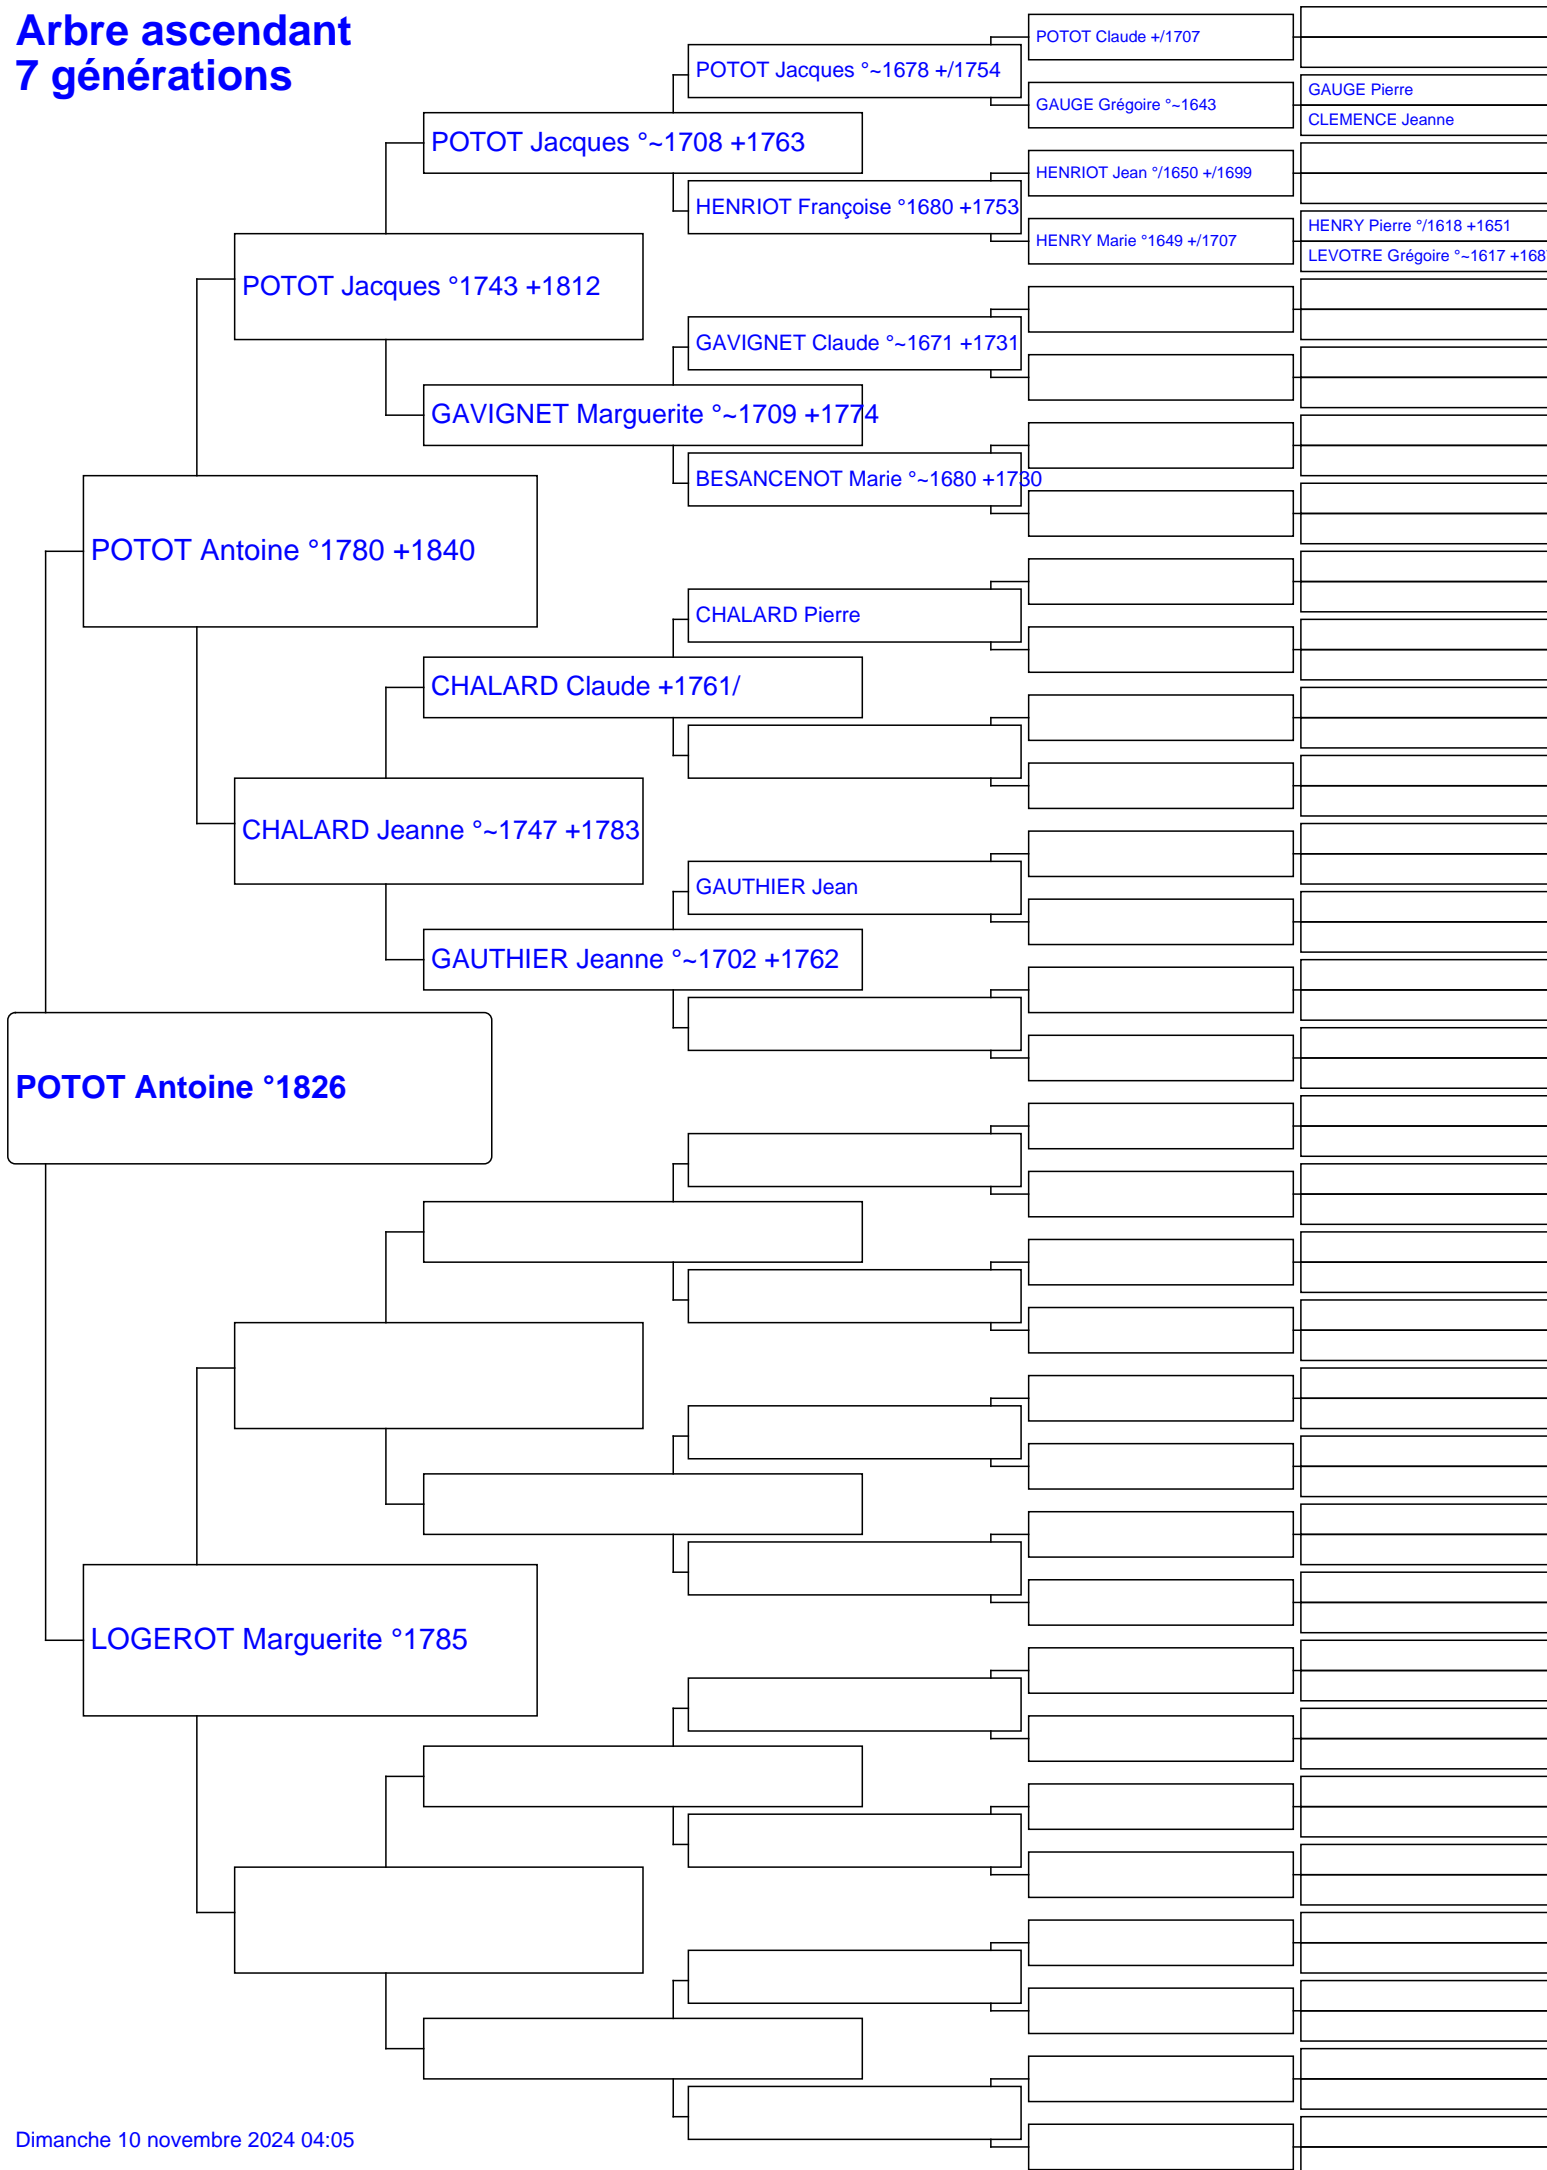 Arbre ascendant
7 générations
POTOT Claude +/1707
POTOT Jacques °~1678 +/1754
GAUGE Pierre
GAUGE Grégoire °~1643
CLEMENCE Jeanne
POTOT Jacques °~1708 +1763
HENRIOT Jean °/1650 +/1699
HENRIOT Françoise °1680 +1753
HENRY Pierre °/1618 +1651
HENRY Marie °1649 +/1707
LEVOTRE Grégoire °~1617 +168
POTOT Jacques °1743 +1812
GAVIGNET Claude °~1671 +1731
GAVIGNET Marguerite °~1709 +1774
BESANCENOT Marie °~1680 +1730
POTOT Antoine °1780 +1840
CHALARD Pierre
CHALARD Claude +1761/
CHALARD Jeanne °~1747 +1783
GAUTHIER Jean
GAUTHIER Jeanne °~1702 +1762
POTOT Antoine °1826
LOGEROT Marguerite °1785
Dimanche 10 novembre 2024 04:05